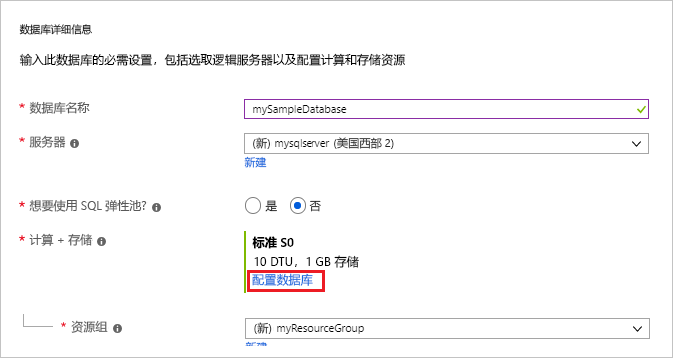 数据库详细信息
输入此数据库的必需设置，包括选取逻辑服务器以及配置计算和存储资源
* 数据库名称
mySampleDatabase
* 服务器
(新) mysqlserver (美国西部 2)
新建
* 想要使用 SQL 弹性池?
是 否
* 计算 + 存储
标准 S0
10 DTU，1 GB 存储
配置数据库
* 资源组
(新) myResourceGroup
新建